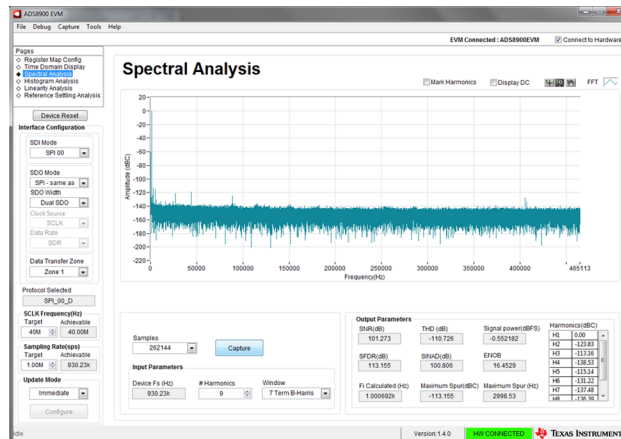 ADS8900 EVM
File Debug Capture Tools Help
EVM Connected : ADS8900EVM Connect to Hardware
Pages
Register Map Config
Time Domain Display
Spectral Analysis
Histogram Analysis
Linearity Analysis
Reference Settling Analysis
Device Reset
Interface Configuration
SDI Mode
SPI 00
SDO Mode
SPI - same as
SDO Width
Dual SDO
Clock Source
SCLK
Data Rate
SDR
Data Transfer Zone
Zone 1
Protocol Selected
SPI_00_D
SCLK Frequency(Hz)
Target Achievable
40M 40.00M
Sampling Rate(sps)
Target Achievable
1.00M 930.23K
Update Mode
Immediate
Configure
Idle
Spectral Analysis
Mark Harmonics Display DC FFT
Amplitude (dBC)
20
0
-20
-40
-60
-80
-100
-120
-140
-160
-180
-200
-220
0 50000 100000 150000 200000 250000 300000 350000 400000 465113
Frequency(Hz)
Samples
262144 Capture
Input Parameters
Device Fs (Hz) # Harmonics Window
930.23k 9 7 Term B-Harris
Output Parameters
SNR(dB) THD (dB) Signal power(dBFS)
101.273 -110.726 -0.552182
SFDR(dB) SINAD(dB) ENOB
113.155 100.806 16.4529
Fi Calculated (Hz) Maximum Spur(dBC) Maximum Spur (Hz)
1.000692k -113.155 2998.53
Harmonics(dBC)
H1 0.00
H2 -123.83
H3 -113.16
H4 -138.53
H5 -115.14
H6 -131.22
H7 -137.48
H8 -136.39
Version:1.4.0 HW CONNECTED TEXAS INSTRUMENT